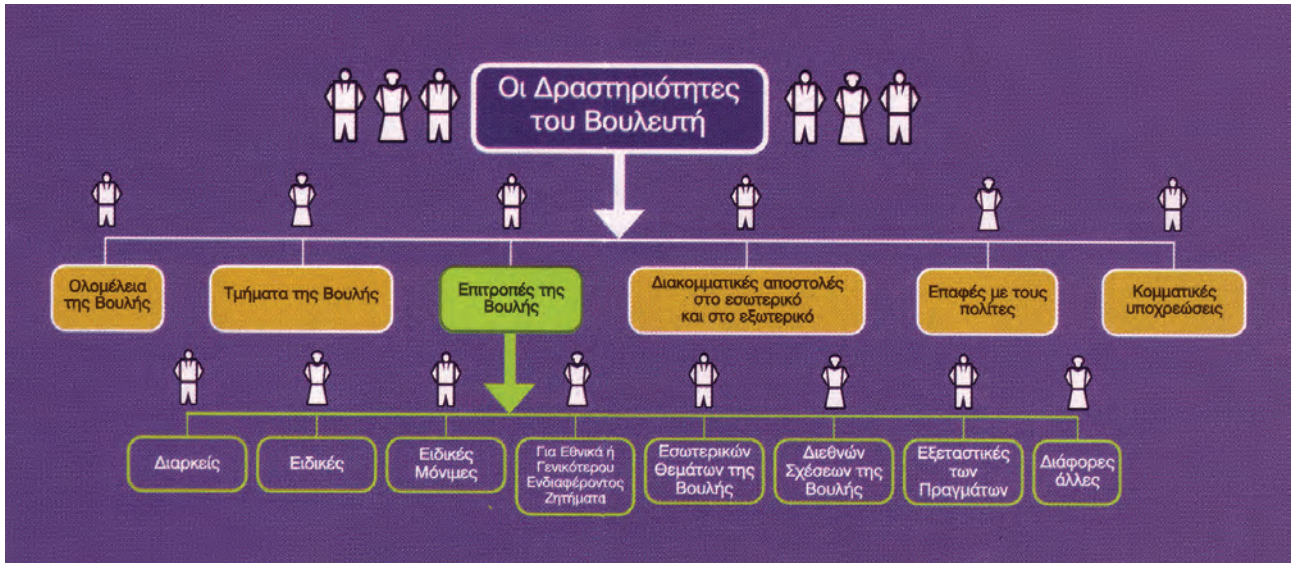 Οι Δραστηριότητες
του Βουλευτή
Ολομέλεια
της Βουλής
Τμήματα της Βουλής
Επιτροπές της
Βουλής
Διακομματικές αποστολές
στο εσωτερικό
και στο εξωτερικό
Επαφές με τους
πολίτες
Κομματικές
υποχρεώσεις
Διαρκείς
Ειδικές
Ειδικές
Μόνιμες
Για Εθνικά ή
Γενικότερου
Ενδιαφέροντος
Ζητήματα
Εσωτερικών
Θεμάτων της
Βουλής
Διεθνών
Σχέσεων της
Βουλής
Εξεταστικές
των
Πραγμάτων
Διάφορες
άλλες